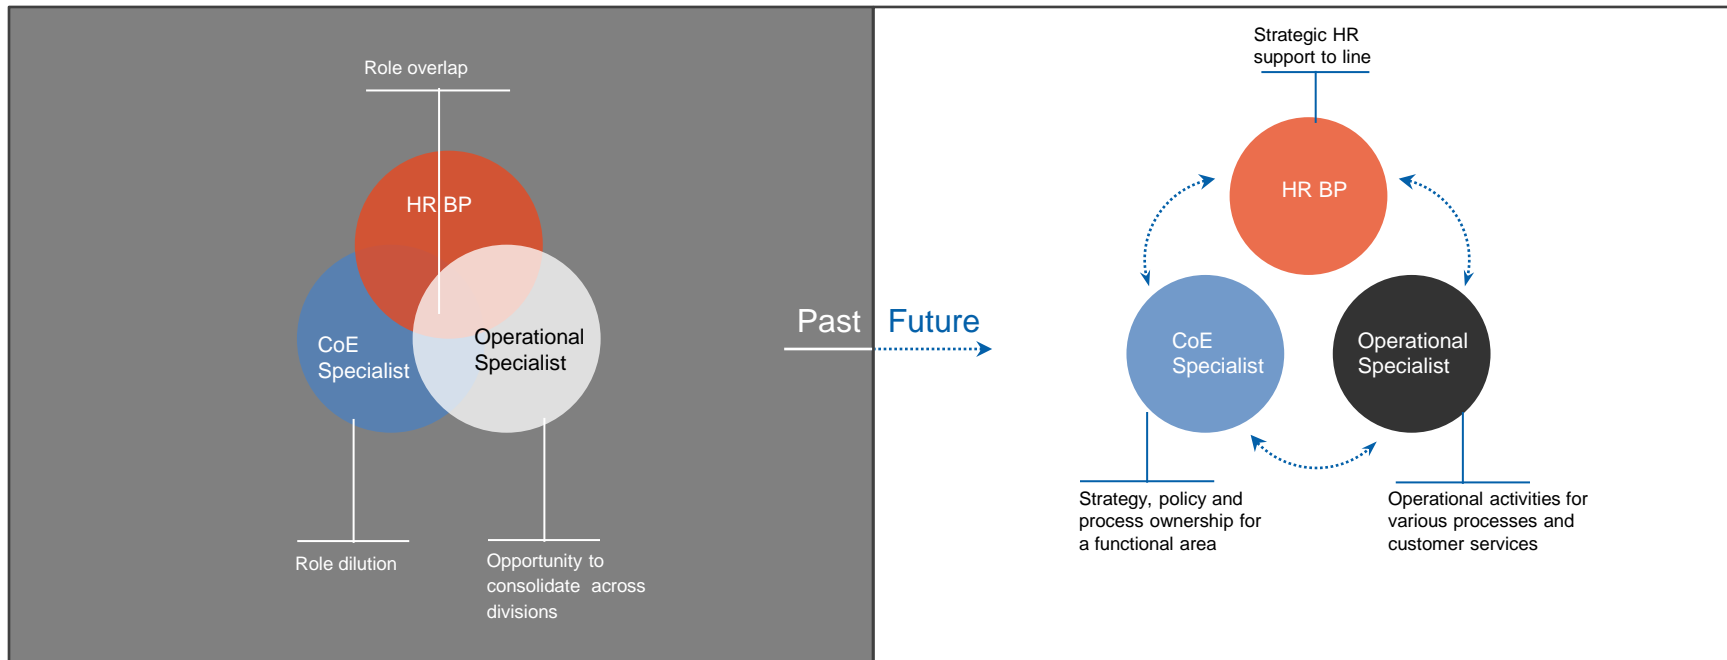 Role overlap
HR BP
CoE
Specialist
Operational
Specialist
Role dilution
Opportunity to
consolidate across
divisions
Past
Future
Strategic HR
support to line
HR BP
CoE
Specialist
Operational
Specialist
Strategy, policy and
process ownership for
a functional area
Operational activities for
various processes and
customer services